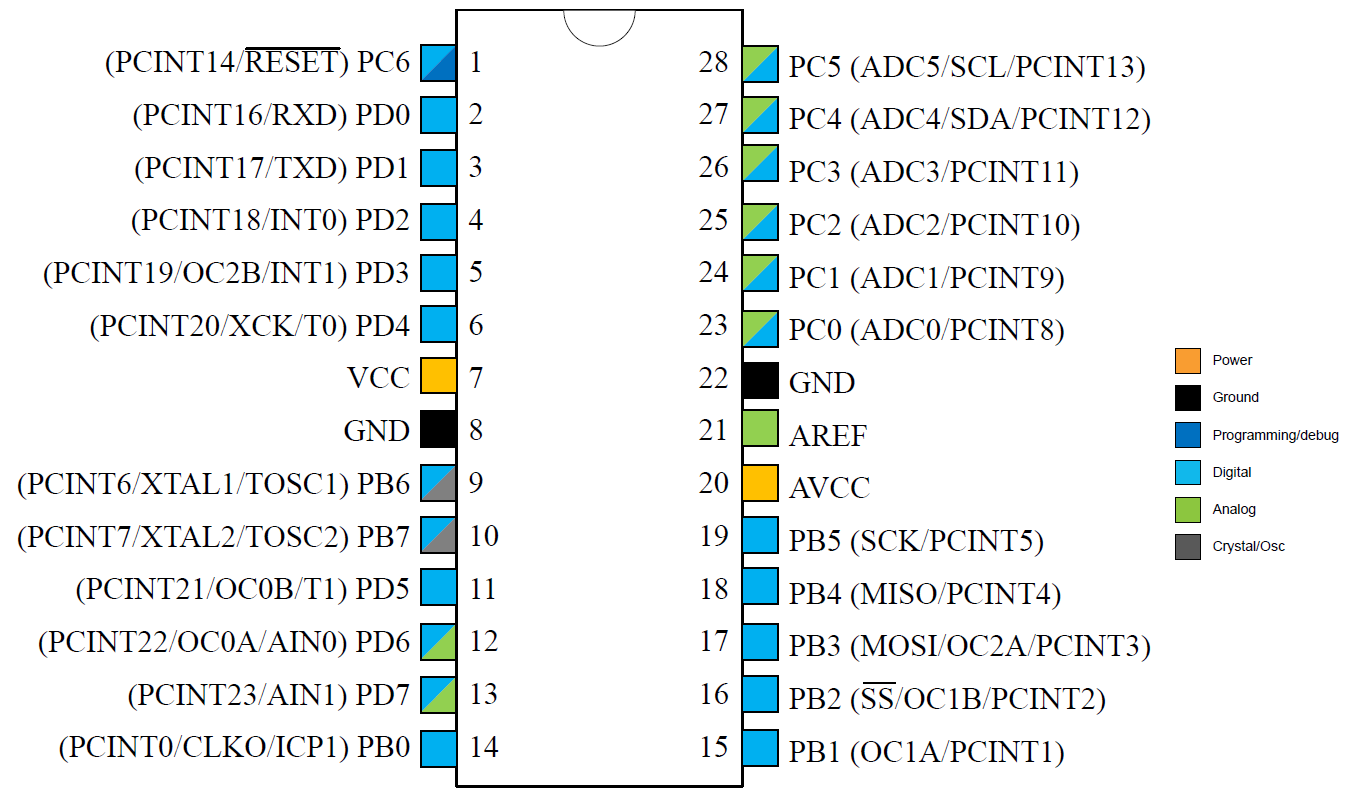 (PCINT14/RESET) PC6 1
(PCINT16/RXD) PD0 2
(PCINT17/TXD) PD1 3
(PCINT18/INT0) PD2 4
(PCINT19/OC2B/INT1) PD3 5
(PCINT20/XCK/T0) PD4 6
VCC 7
GND 8
(PCINT6/XTAL1/TOSC1) PB6 9
(PCINT7/XTAL2/TOSC2) PB7 10
(PCINT21/OC0B/T1) PD5 11
(PCINT22/OC0A/AIN0) PD6 12
(PCINT23/AIN1) PD7 13
(PCINT0/CLKO/ICP1) PB0 14
28 PC5 (ADC5/SCL/PCINT13)
27 PC4 (ADC4/SDA/PCINT12)
26 PC3 (ADC3/PCINT11)
25 PC2 (ADC2/PCINT10)
24 PC1 (ADC1/PCINT9)
23 PC0 (ADC0/PCINT8)
22 GND
21 AREF
20 AVCC
19 PB5 (SCK/PCINT5)
18 PB4 (MISO/PCINT4)
17 PB3 (MOSI/OC2A/PCINT3)
16 PB2 (SS/OC1B/PCINT2)
15 PB1 (OC1A/PCINT1)
Power
Ground
Programming/debug
Digital
Analog
Crystal/Osc